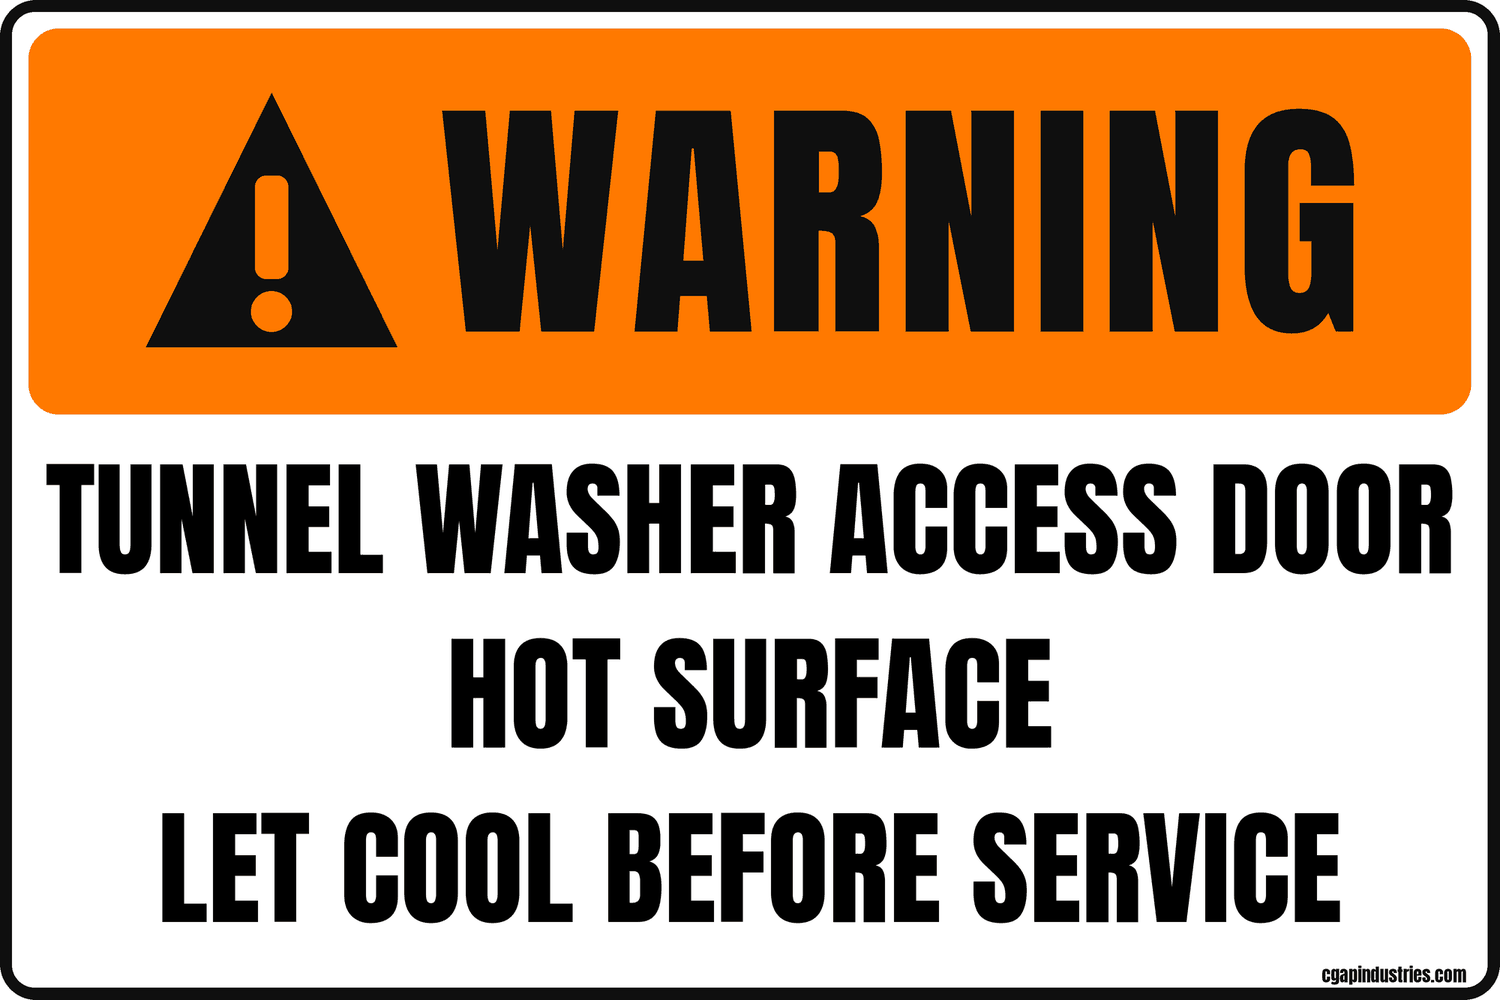 WARNING
TUNNEL WASHER ACCESS DOOR
HOT SURFACE
LET COOL BEFORE SERVICE
cgapindustries.com